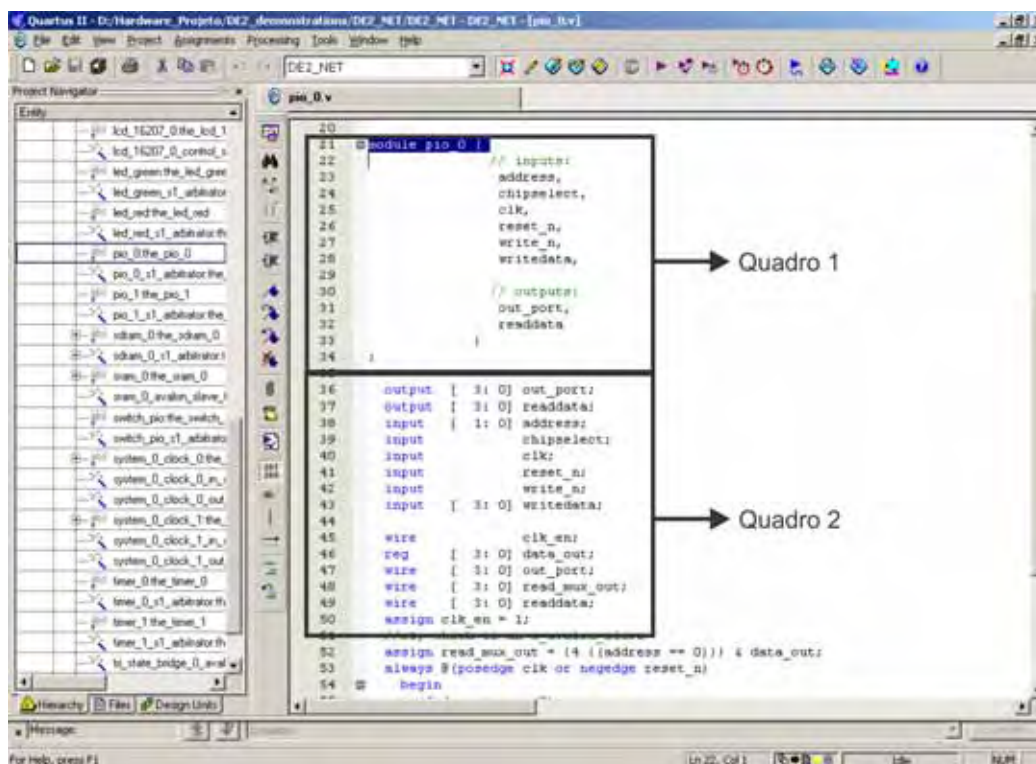 Quartus II - D:/Hardware_Projeto/DE2_demonstrations/DE2_NET/DE2_NET - DE2_NET - [pio_0.v]
File Edit View Project Assignments Processing Tools Window Help
DE2_NET
Project Navigator
pio_0.v
Entity
lcd_16207_0:the_lcd_1
lcd_16207_0_control_s
led_green:the_led_gree
led_green_s1_arbitrator
led_red:the_led_red
led_red_s1_arbitrator:th
pio_0:the_pio_0
pio_0_s1_arbitrator:the_
pio_1:the_pio_1
pio_1_s1_arbitrator:the_
sdram_0:the_sdram_0
sdram_0_s1_arbitrator:t
sram_0:the_sram_0
sram_0_avalon_slave_
switch_pio:the_switch_
switch_pio_s1_arbitrato
system_0_clock_0:the_
system_0_clock_0_in_
system_0_clock_0_out
system_0_clock_1:the_
system_0_clock_1_in_
system_0_clock_1_out
timer_0:the_timer_0
timer_0_s1_arbitrator:th
timer_1:the_timer_1
timer_1_s1_arbitrator:th
tri_state_bridge_0_aval
Hierarchy Files Design Units
20
21 module pio_0 (
22 // inputs:
23 address,
24 chipselect,
25 clk,
26 reset_n,
27 write_n,
28 writedata,
29
30 // outputs:
31 out_port,
32 readdata
33 )
34 ;
Quadro 1
36 output [ 3: 0] out_port;
37 output [ 3: 0] readdata;
38 input [ 1: 0] address;
39 input chipselect;
40 input clk;
41 input reset_n;
42 input write_n;
43 input [ 3: 0] writedata;
44
45 wire clk_en;
46 reg [ 3: 0] data_out;
47 wire [ 3: 0] out_port;
48 wire [ 3: 0] read_mux_out;
49 wire [ 3: 0] readdata;
50 assign clk_en = 1;
Quadro 2
52 assign read_mux_out = {4 {(address == 0)}} & data_out;
53 always @(posedge clk or negedge reset_n)
54 begin
Message:
For Help, press F1
Ln 22, Col 1
Idle
NUM